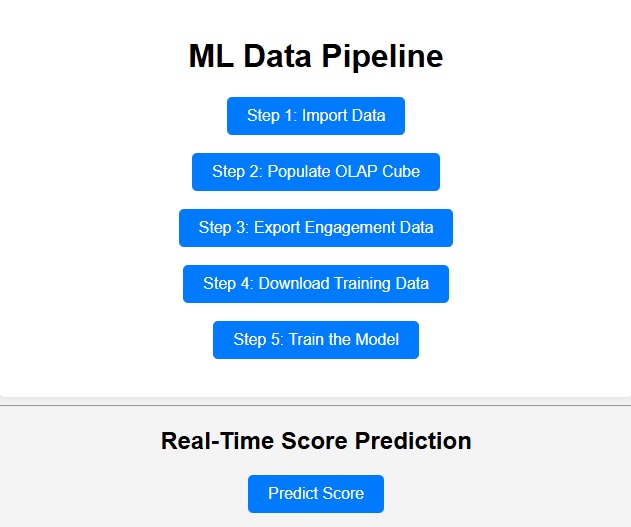 ML Data Pipeline
Step 1: Import Data
Step 2: Populate OLAP Cube
Step 3: Export Engagement Data
Step 4: Download Training Data
Step 5: Train the Model
Real-Time Score Prediction
Predict Score